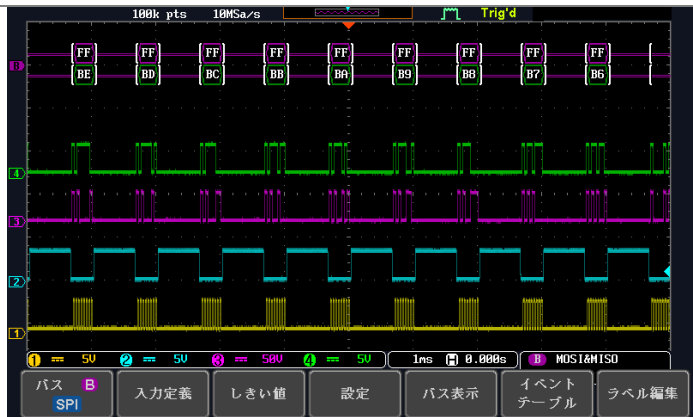 100k pts 10MSa/s Trig'd
FF FF FF FF FF FF FF FF FF
B
BE BD BC BB BA B9 B8 B7 B6
4
3
2
1
1 5V 2 5V 3 50V 4 5V 1ms H 0.000s B MOSI&MISO
バス B SPI
入力定義
しきい値
設定
バス表示
イベント
テーブル
ラベル編集